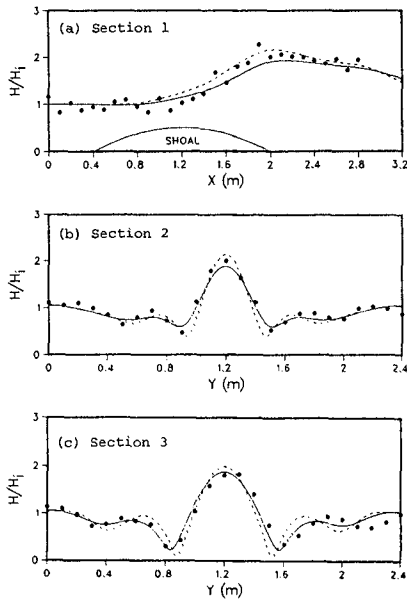 (a) Section 1
H/Hi
3
2
1
0
SHOAL
0 0.4 0.8 1.2 1.6 2.0 2.4 2.8 3.2
X (m)
(b) Section 2
H/Hi
3
2
1
0
0 0.4 0.8 1.2 1.6 2 2.4
Y (m)
(c) Section 3
H/Hi
3
2
1
0
0 0.4 0.8 1.2 1.6 2.0 2.4
Y (m)